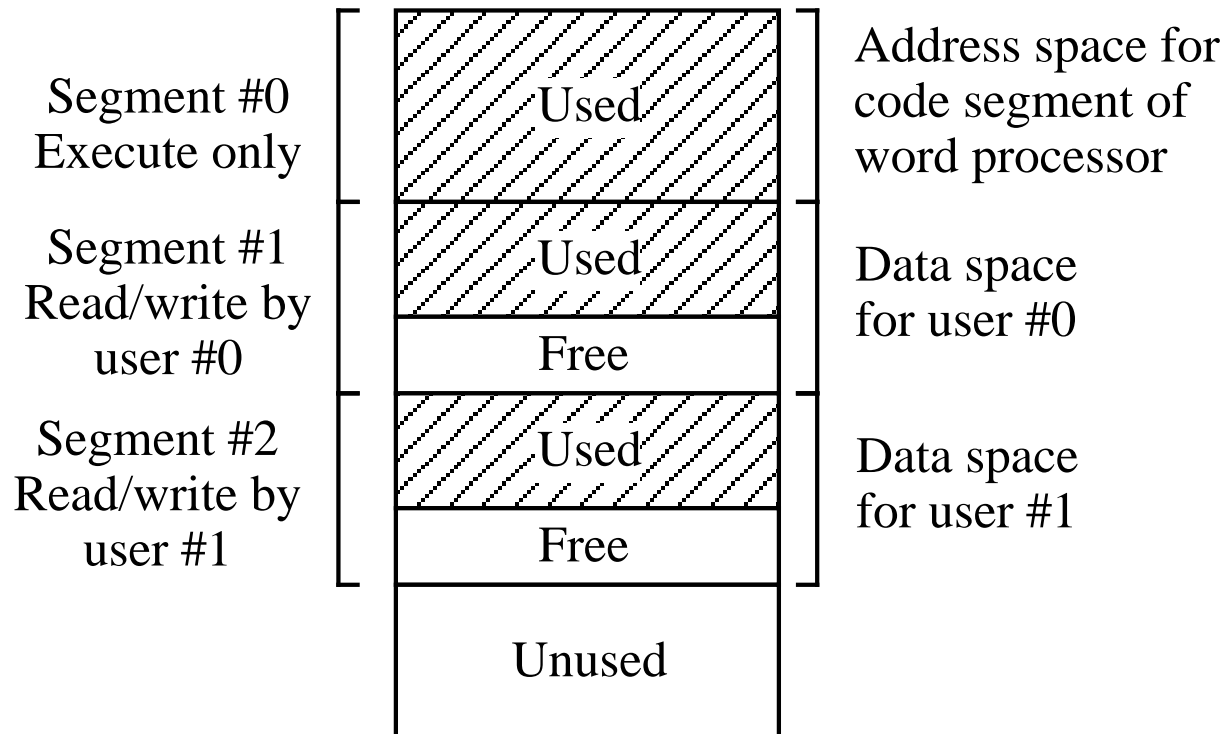 Segment #0
Execute only
Used
Address space for
code segment of
word processor
Segment #1
Read/write by
user #0
Used
Free
Data space
for user #0
Segment #2
Read/write by
user #1
Used
Free
Data space
for user #1
Unused